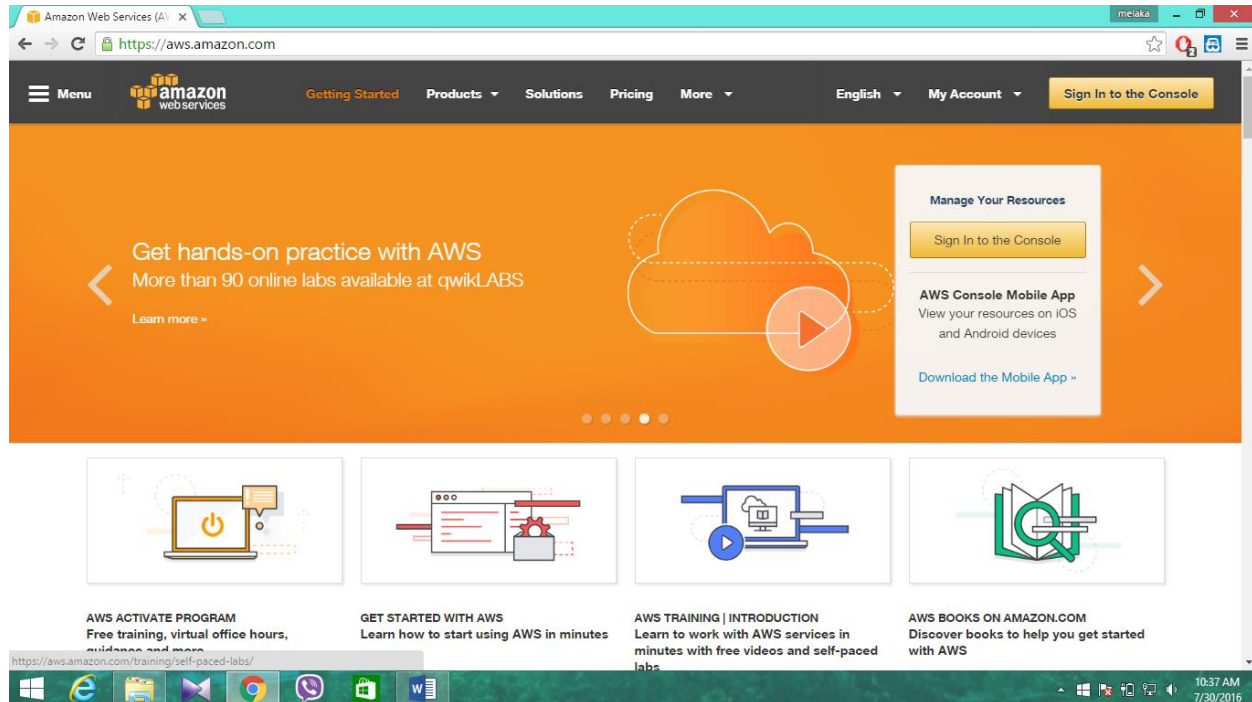 Amazon Web Services (A
melaka
https://aws.amazon.com
2
Menu
amazon
webservices
Getting Started
Products
Solutions
Pricing
More
English
My Account
Sign In to the Console
Get hands-on practice with AWS
More than 90 online labs available at qwikLABS
Learn more »
Manage Your Resources
Sign In to the Console
AWS Console Mobile App
View your resources on iOS
and Android devices
Download the Mobile App »
AWS ACTIVATE PROGRAM
Free training, virtual office hours,
guidance and more
GET STARTED WITH AWS
Learn how to start using AWS in minutes
AWS TRAINING | INTRODUCTION
Learn to work with AWS services in
minutes with free videos and self-paced
labs
AWS BOOKS ON AMAZON.COM
Discover books to help you get started
with AWS
https://aws.amazon.com/training/self-paced-labs/
10:37 AM
7/30/2016